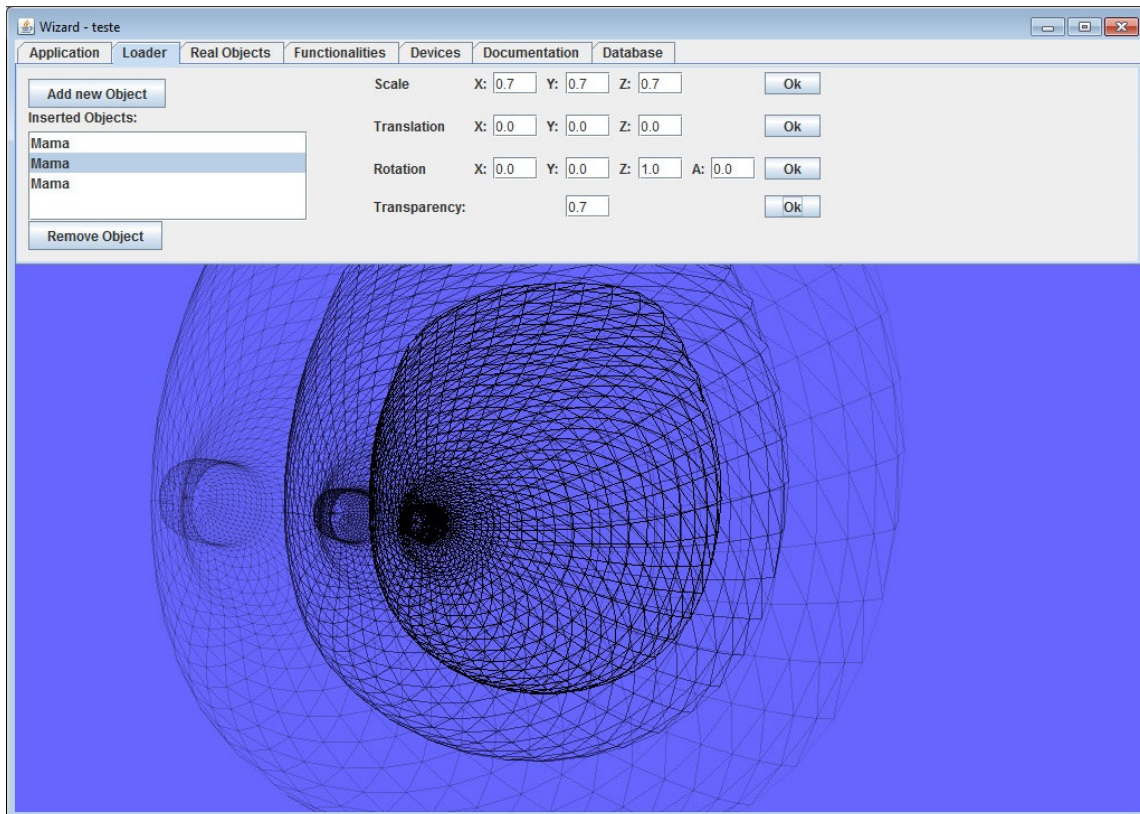 Wizard - teste
Application Loader Real Objects Functionalities Devices Documentation Database
Add new Object
Inserted Objects:
Mama
Mama
Mama
Remove Object
Scale X: 0.7 Y: 0.7 Z: 0.7 Ok
Translation X: 0.0 Y: 0.0 Z: 0.0 Ok
Rotation X: 0.0 Y: 0.0 Z: 1.0 A: 0.0 Ok
Transparency: 0.7 Ok